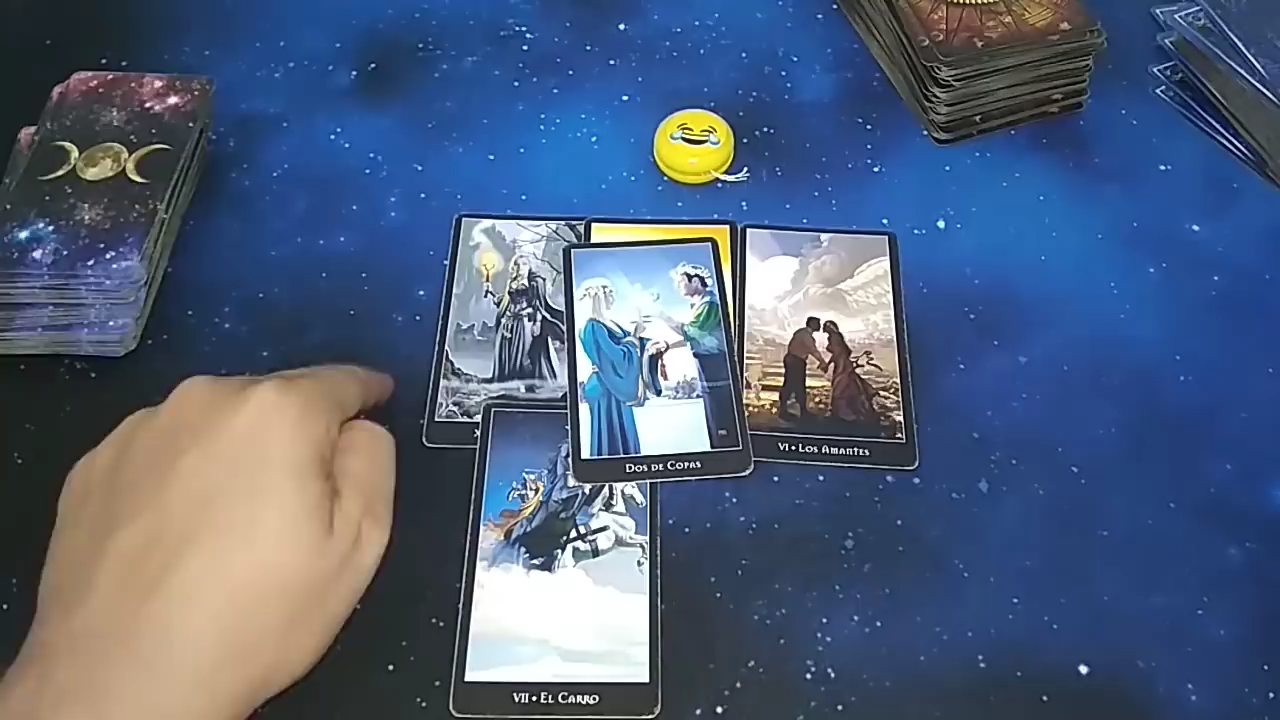 Dos de Copas
VI • Los Amantes
VII • El Carro